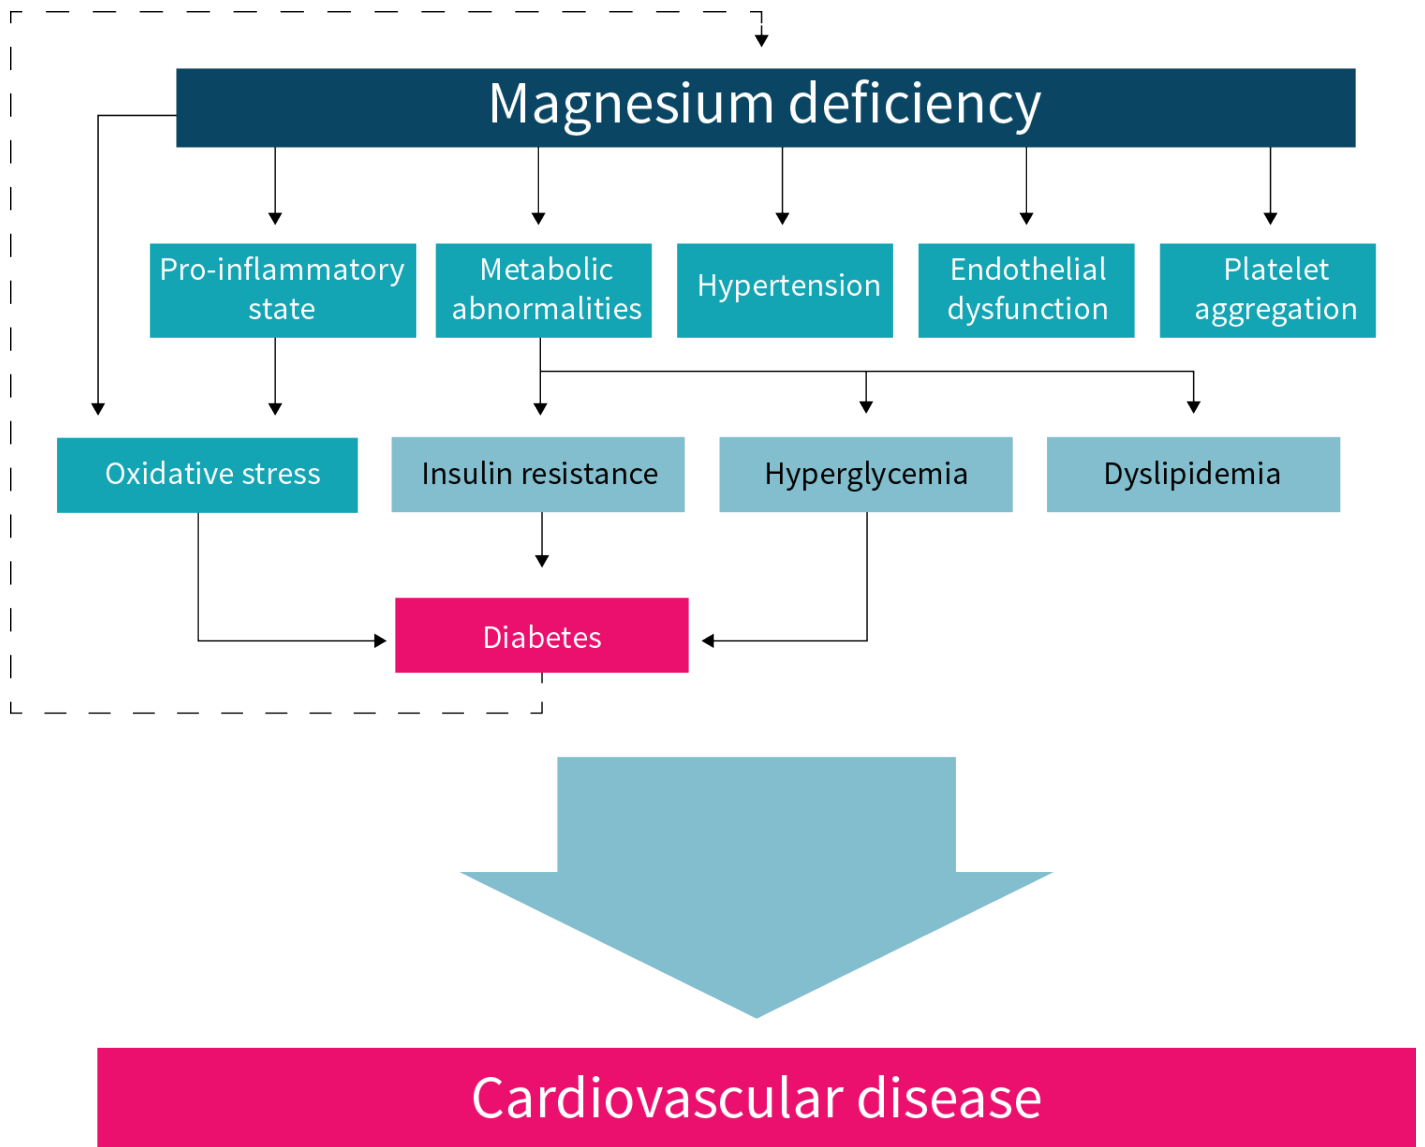 Magnesium deficiency
Pro-inflammatory
state
Metabolic
abnormalities
Hypertension
Endothelial
dysfunction
Platelet
aggregation
Oxidative stress
Insulin resistance
Hyperglycemia
Dyslipidemia
Diabetes
Cardiovascular disease